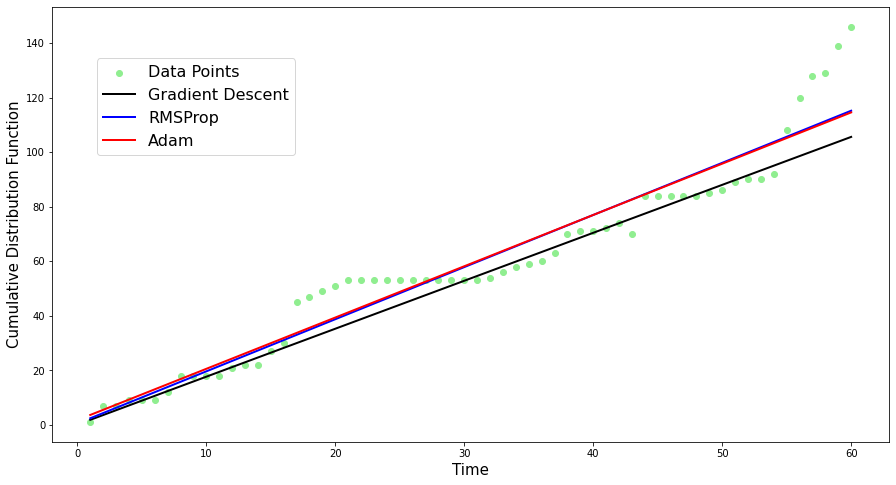 140
120
100
80
60
40
20
0
Cumulative Distribution Function
Data Points
Gradient Descent
RMSProp
Adam
0 10 20 30 40 50 60
Time